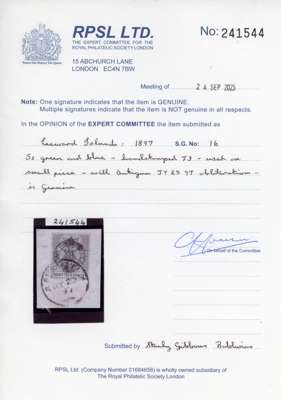 RPSL LTD.
THE EXPERT COMMITTEE FOR THE
ROYAL PHILATELIC SOCIETY LONDON
15 ABCHURCH LANE
LONDON EC4N 7BW
No: 241544
Meeting of 24 SEP 2025
Note: One signature indicates that the item is GENUINE.
Multiple signatures indicate that the item is NOT genuine in all respects.
In the OPINION of the EXPERT COMMITTEE the item submitted as
Leeward Islands: 1897 S.G. No: 16
5s green and blue - handstamped T3 - used on
small piece - with Antigua JY 23 97 obliteration -
is genuine
241544
On behalf of the Committee
Submitted by Stanley Gibbons Baldwins
RPSL Ltd. (Company Number 0168465B) is wholly owned subsidiary of
The Royal Philatelic Society London